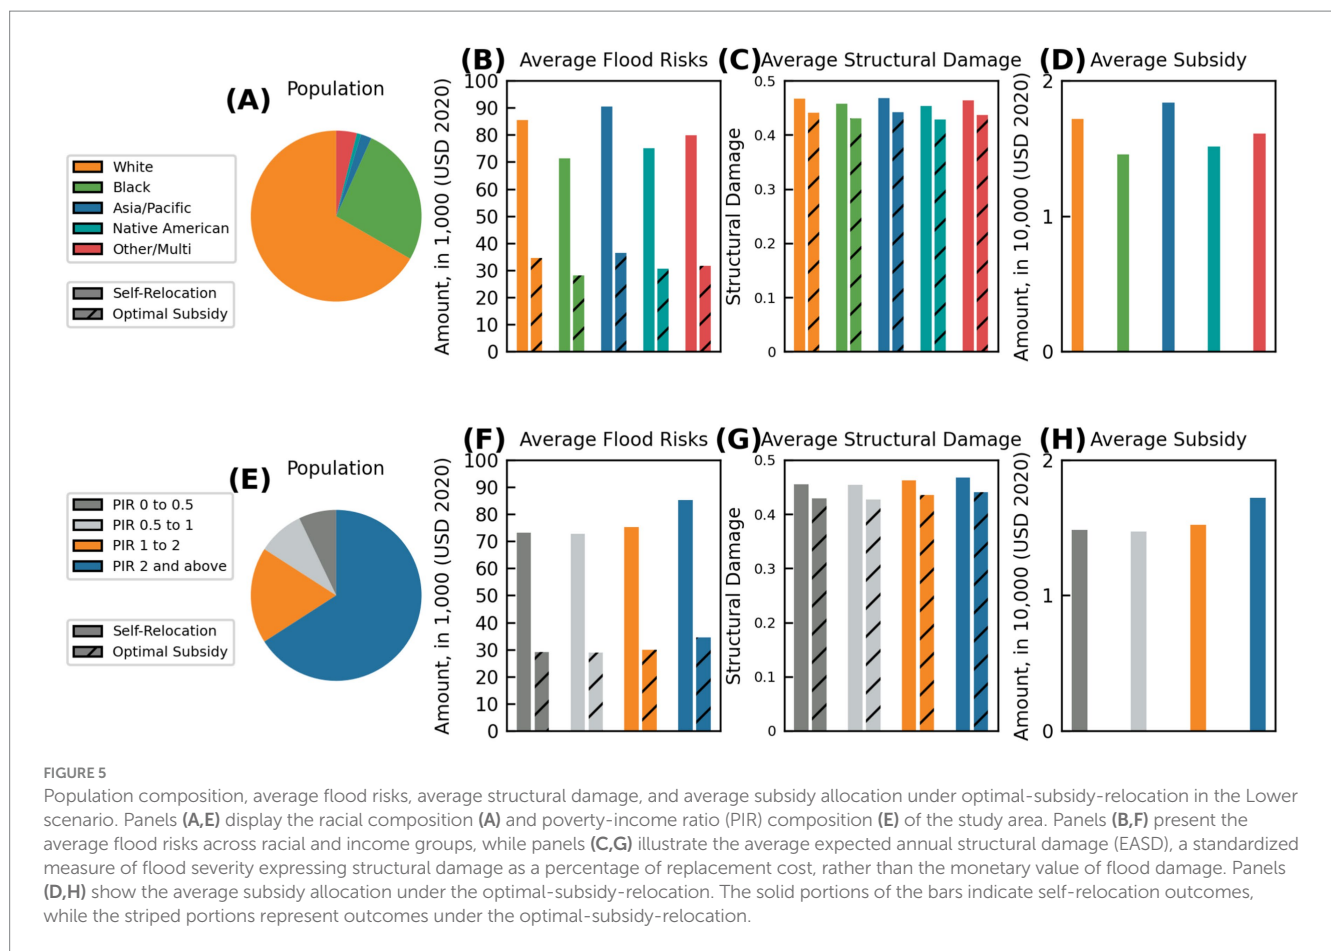 (A)
Population
White
Black
Asia/Pacific
Native American
Other/Multi
Self-Relocation
Optimal Subsidy
(B)
Average Flood Risks
Amount, in 1,000 (USD 2020)
100
90
80
70
60
50
40
30
20
10
0
(C)
Average Structural Damage
Structural Damage
0.5
0.4
0.3
0.2
0.1
0
(D)
Average Subsidy
Amount, in 10,000 (USD 2020)
2
1
0
(E)
Population
PIR 0 to 0.5
PIR 0.5 to 1
PIR 1 to 2
PIR 2 and above
Self-Relocation
Optimal Subsidy
(F)
Average Flood Risks
Amount, in 1,000 (USD 2020)
100
90
80
70
60
50
40
30
20
10
0
(G)
Average Structural Damage
Structural Damage
0.5
0.4
0.3
0.2
0.1
0
(H)
Average Subsidy
Amount, in 10,000 (USD 2020)
2
1
0
FIGURE 5
Population composition, average flood risks, average structural damage, and average subsidy allocation under optimal-subsidy-relocation in the Lower
scenario. Panels (A,E) display the racial composition (A) and poverty-income ratio (PIR) composition (E) of the study area. Panels (B,F) present the
average flood risks across racial and income groups, while panels (C,G) illustrate the average expected annual structural damage (EASD), a standardized
measure of flood severity expressing structural damage as a percentage of replacement cost, rather than the monetary value of flood damage. Panels
(D,H) show the average subsidy allocation under the optimal-subsidy-relocation. The solid portions of the bars indicate self-relocation outcomes,
while the striped portions represent outcomes under the optimal-subsidy-relocation.